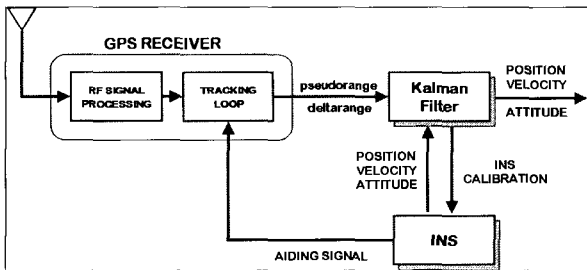 GPS RECEIVER
RF SIGNAL
PROCESSING
TRACKING
LOOP
pseudorange
deltarange
Kalman
Filter
POSITION
VELOCITY
ATTITUDE
POSITION
VELOCITY
ATTITUDE
INS
CALIBRATION
AIDING SIGNAL
INS